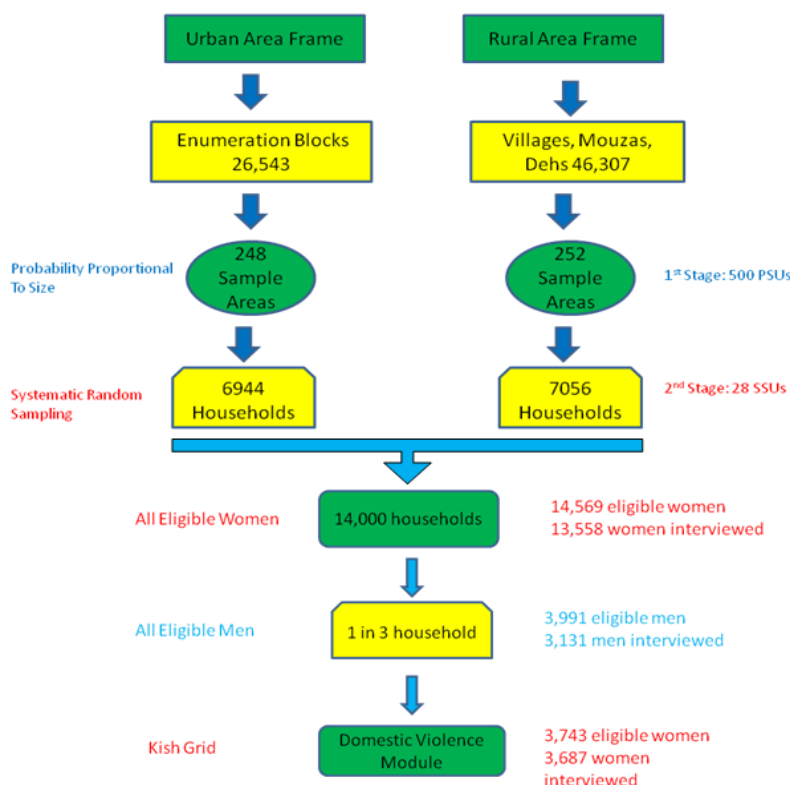 Urban Area Frame
Rural Area Frame
Enumeration Blocks
26,543
Villages, Mouzas,
Dehs 46,307
Probability Proportional
To Size
248
Sample
Areas
252
Sample
Areas
1st Stage: 500 PSUs
Systematic Random
Sampling
6944
Households
7056
Households
2nd Stage: 28 SSUs
All Eligible Women
14,000 households
14,569 eligible women
13,558 women interviewed
All Eligible Men
1 in 3 household
3,991 eligible men
3,131 men interviewed
Kish Grid
Domestic Violence
Module
3,743 eligible women
3,687 women
interviewed